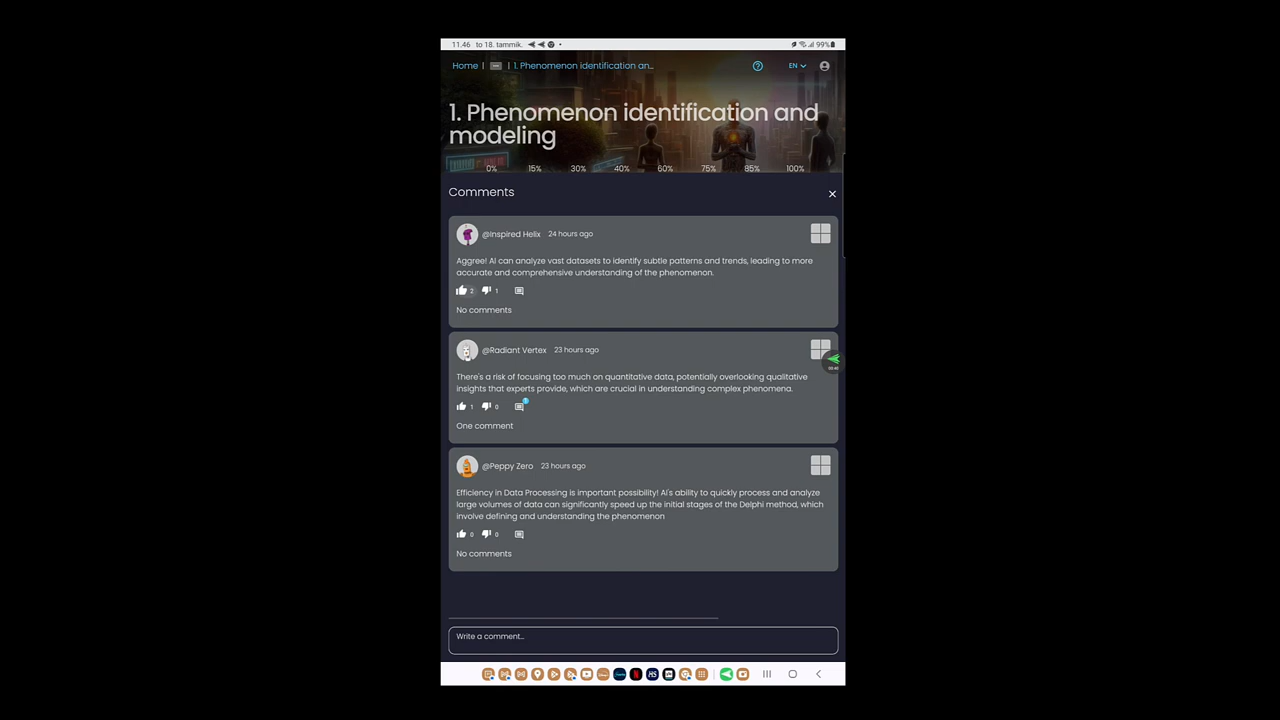 11.46 to 18. tammik. 99%
Home | | 1. Phenomenon identification an... EN
1. Phenomenon identification and
modeling
0% 15% 30% 40% 60% 75% 85% 100%
Comments
@Inspired Helix 24 hours ago
Aggree! AI can analyze vast datasets to identify subtle patterns and trends, leading to more
accurate and comprehensive understanding of the phenomenon.
2 1
No comments
@Radiant Vertex 23 hours ago
There's a risk of focusing too much on quantitative data, potentially overlooking qualitative
insights that experts provide, which are crucial in understanding complex phenomena.
1 0 1
One comment
@Peppy Zero 23 hours ago
Efficiency in Data Processing is important possibility! AI's ability to quickly process and analyze
large volumes of data can significantly speed up the initial stages of the Delphi method, which
involve defining and understanding the phenomenon
0 0
No comments
Write a comment...